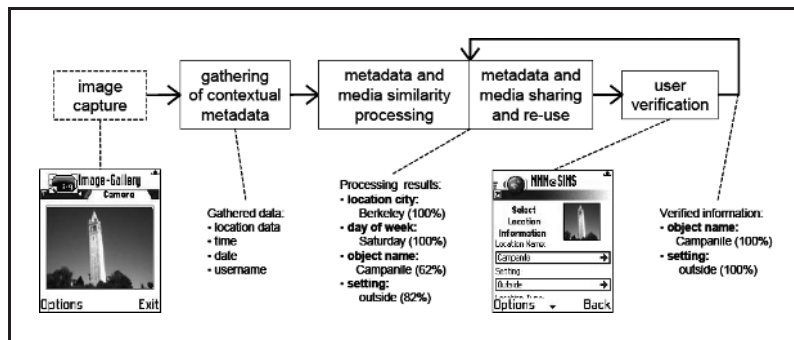 image
capture
gathering
of contextual
metadata
metadata and
media similarity
processing
metadata and
media sharing
and re-use
user
verification
Image-Gallery
Camera
Options Exit
Gathered data:
• location data
• time
• date
• username
Processing results:
• location city:
Berkeley (100%)
• day of week:
Saturday (100%)
• object name:
Campanile (62%)
• setting:
outside (82%)
MMM@SIMS
Select
Location
Information
Location Name:
Campanile
Setting
Outside
Options Back
Verified information:
• object name:
Campanile (100%)
• setting:
outside (100%)